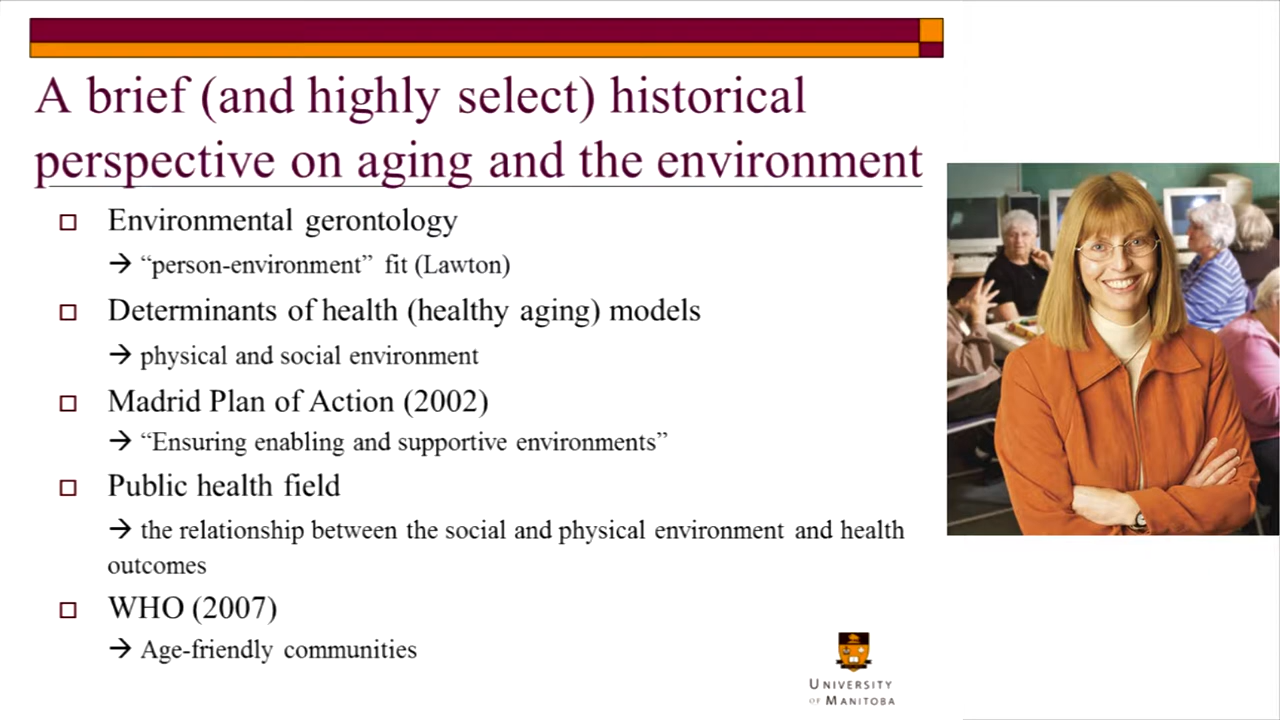 A brief (and highly select) historical
perspective on aging and the environment
Environmental gerontology
→ “person-environment” fit (Lawton)
Determinants of health (healthy aging) models
→ physical and social environment
Madrid Plan of Action (2002)
→ “Ensuring enabling and supportive environments”
Public health field
→ the relationship between the social and physical environment and health
outcomes
WHO (2007)
→ Age-friendly communities
UNIVERSITY
OF MANITOBA